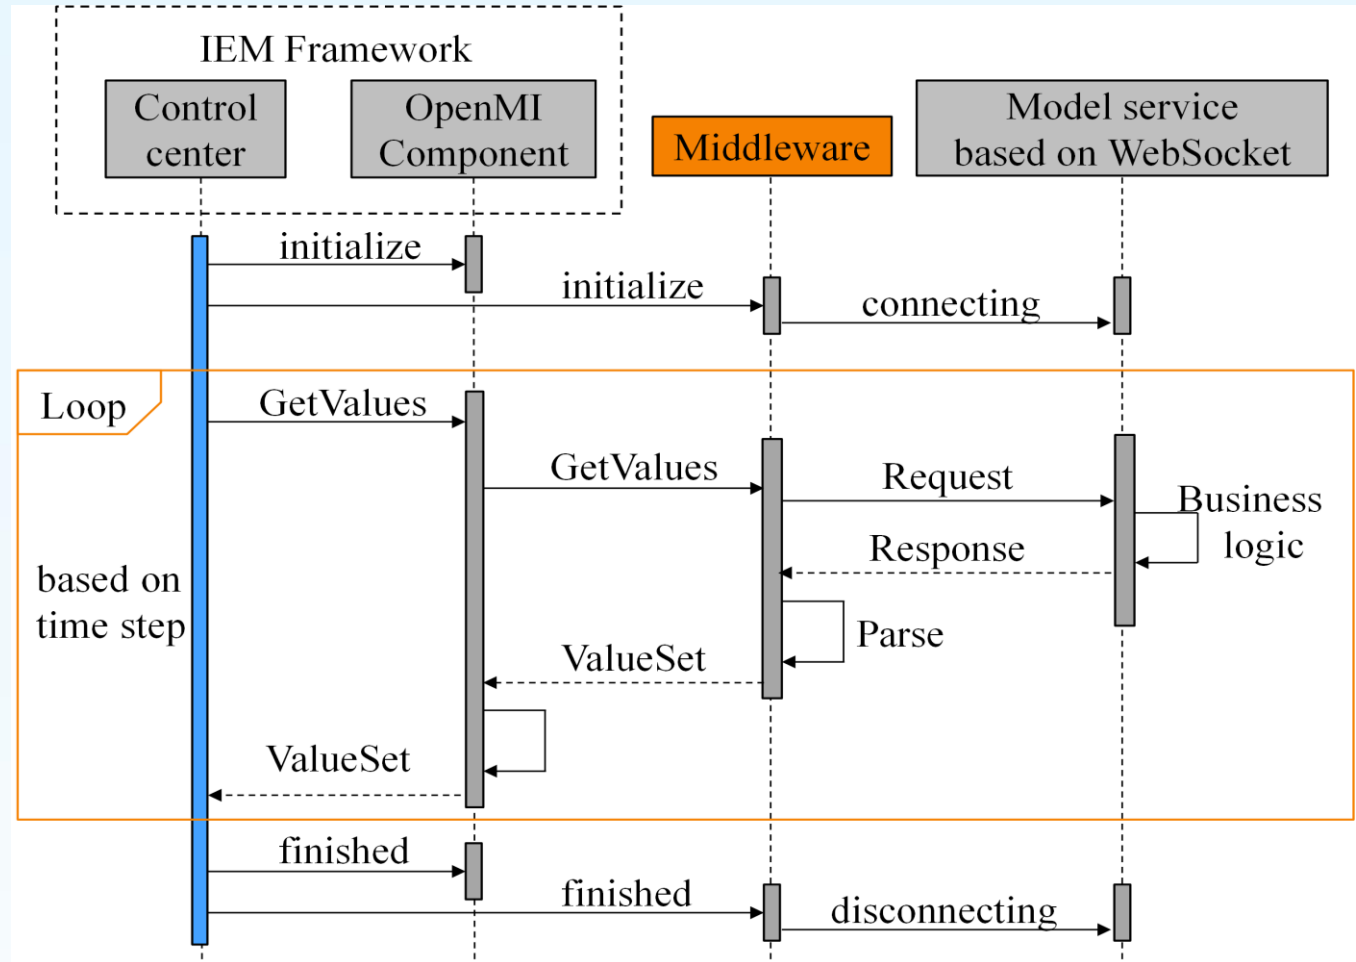 IEM Framework
Control
center
OpenMI
Component
Middleware
Model service
based on WebSocket
initialize
initialize
connecting
Loop
GetValues
GetValues
Request
Business
logic
Response
based on
time step
Parse
ValueSet
ValueSet
finished
finished
disconnecting